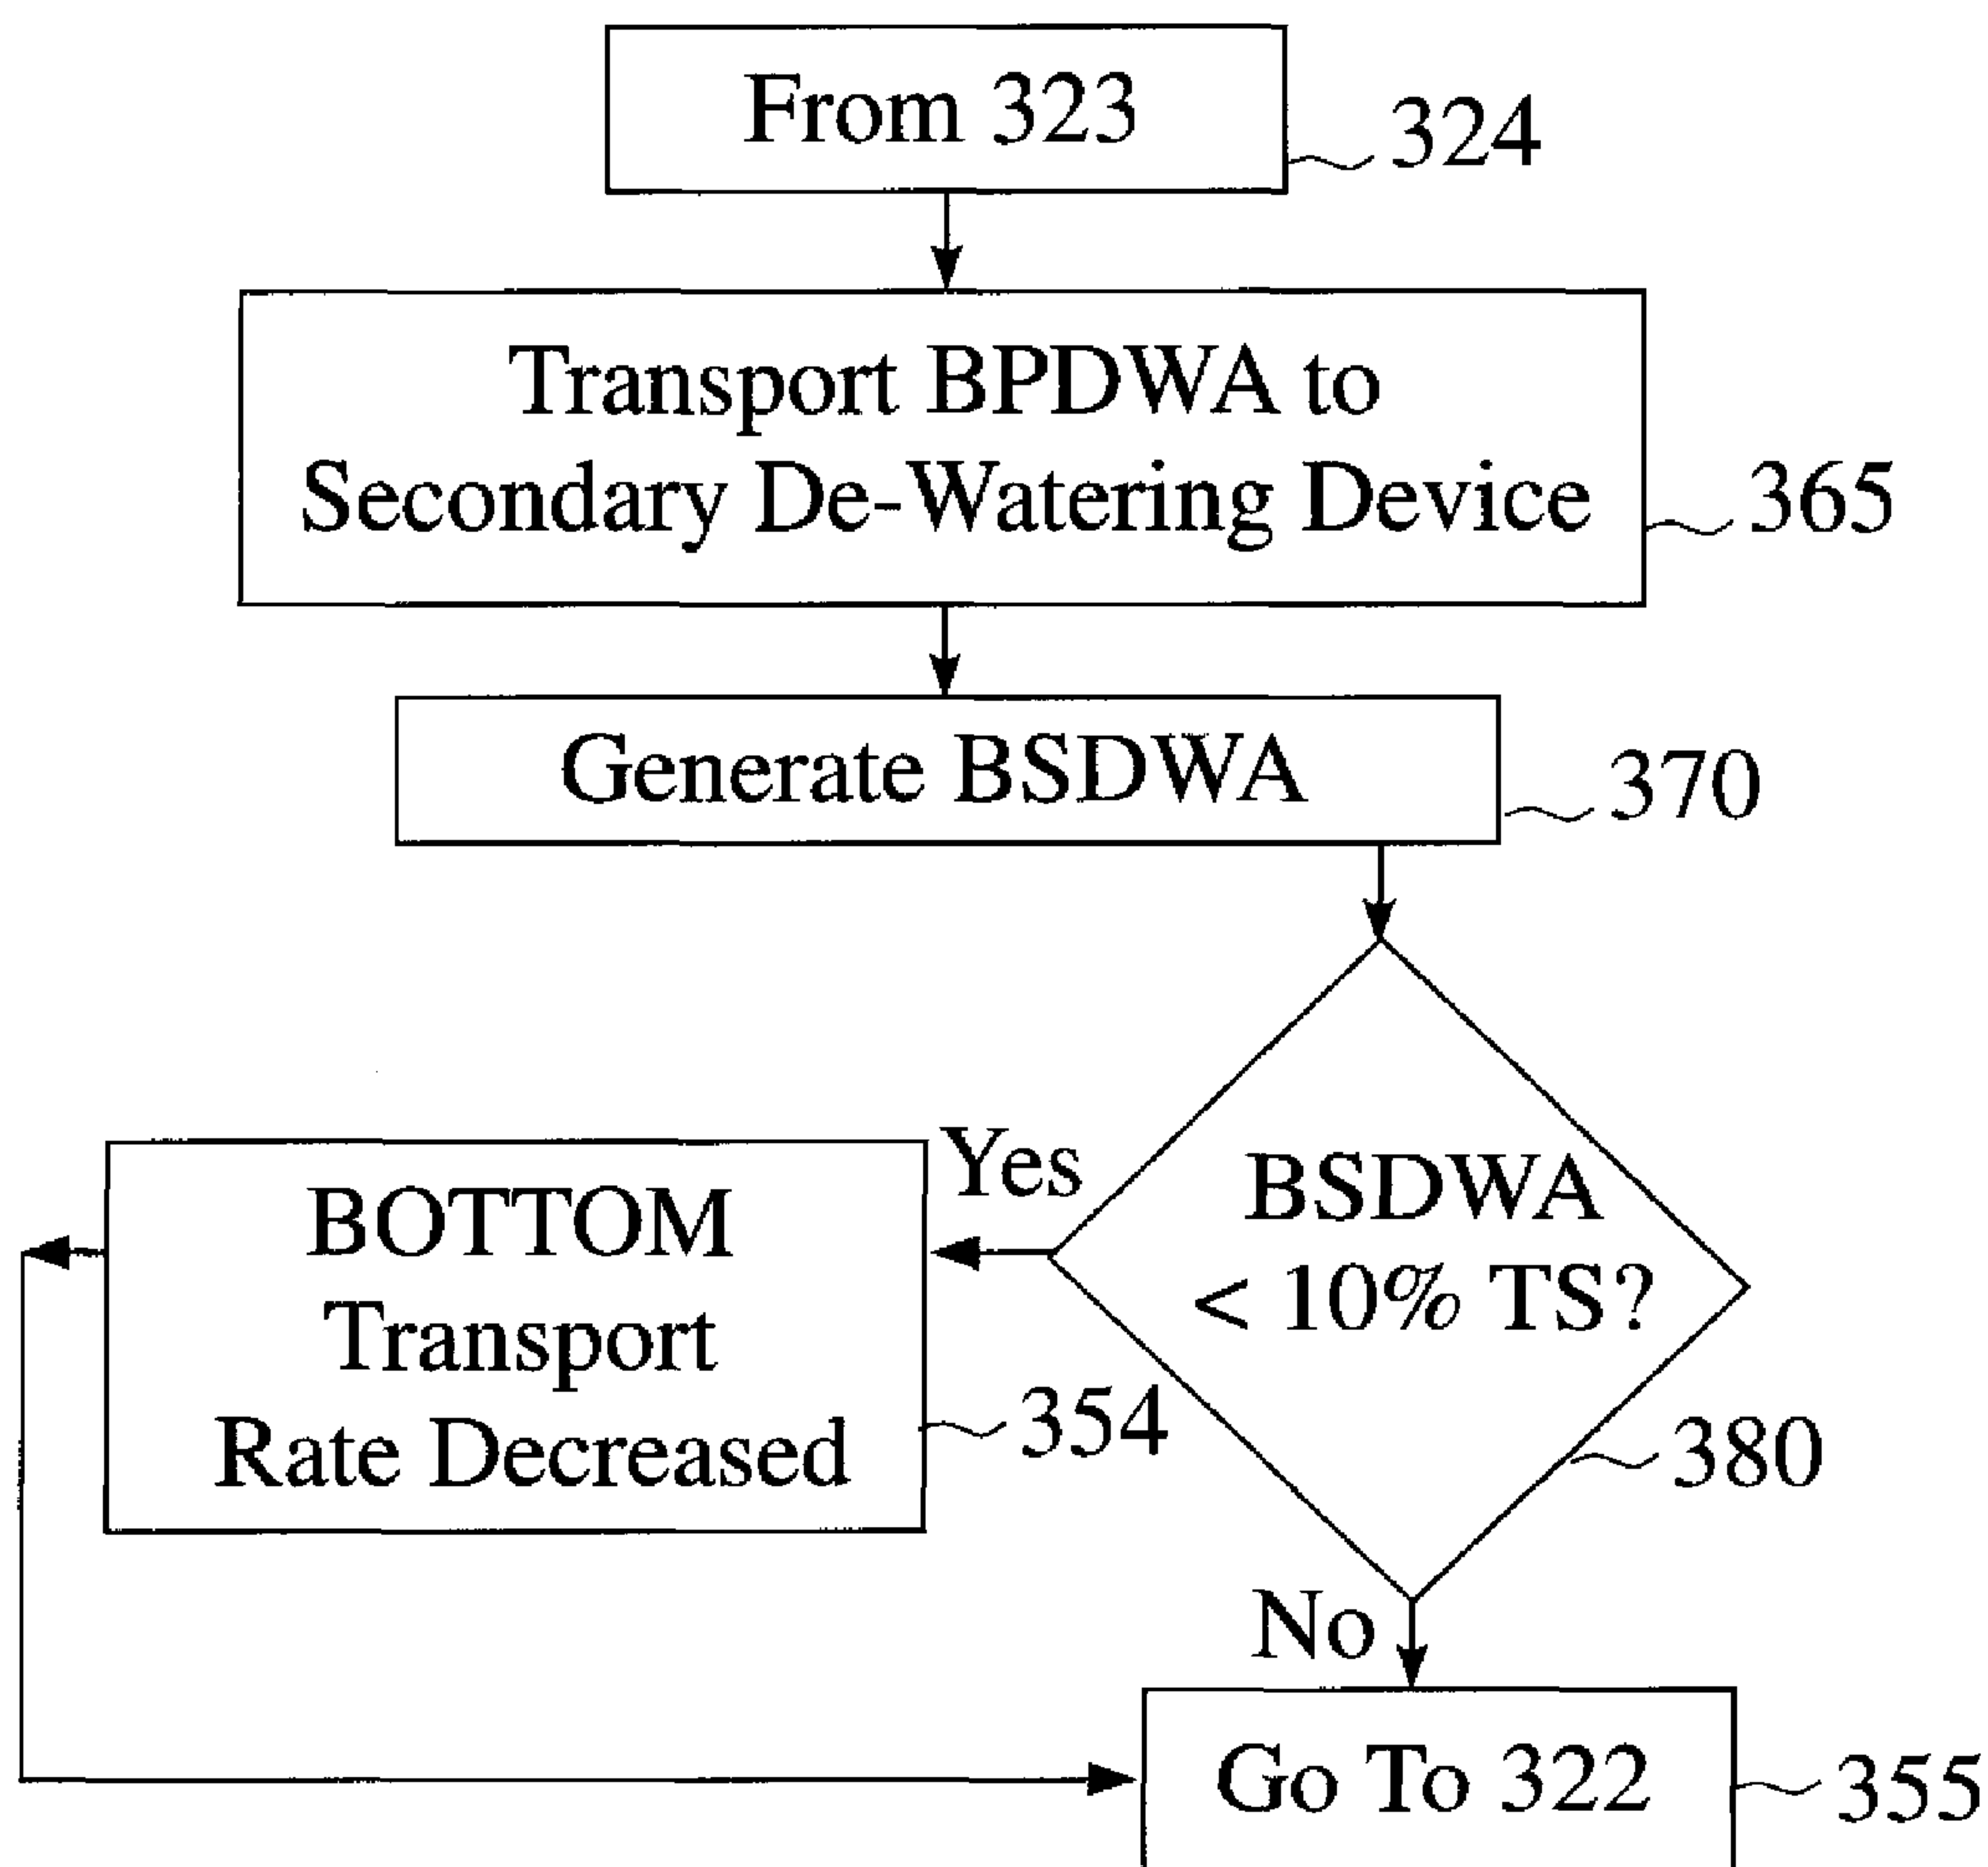 From 323
324
Transport BPDWA to
Secondary De-Watering Device
365
Generate BSDWA
370
Yes
BSDWA
< 10% TS?
380
BOTTOM
Transport
Rate Decreased
354
No
Go To 322
355